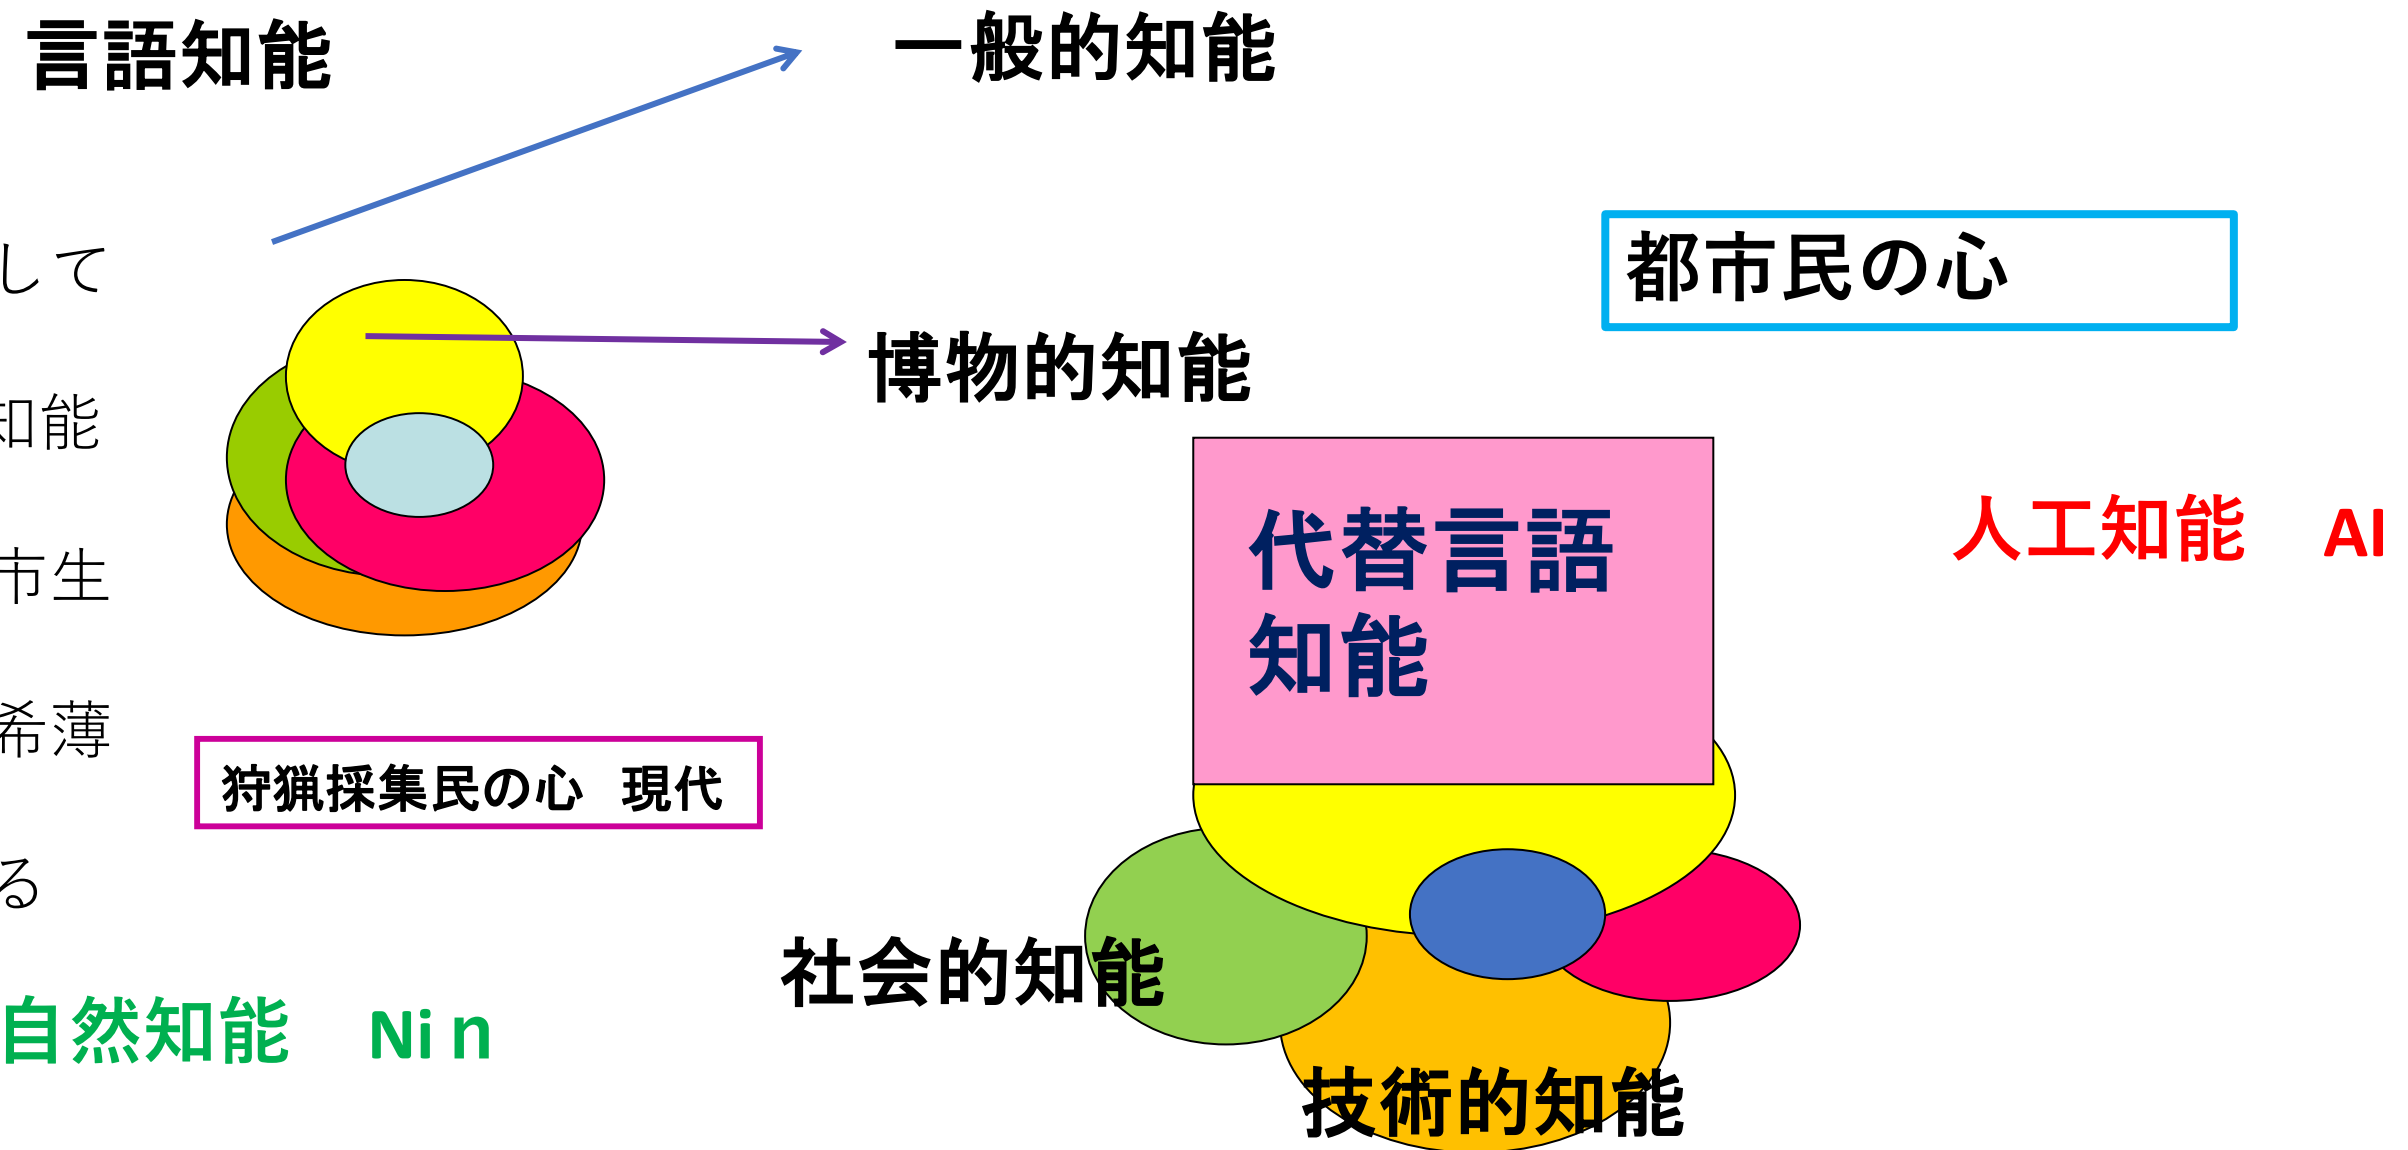 言語知能
一般的知能
して
都市民の心
博物的知能
知能
代替言語
知能
人工知能 AI
市生
希薄
狩猟採集民の心 現代
る
社会的知能
自然知能 Nin
技術的知能